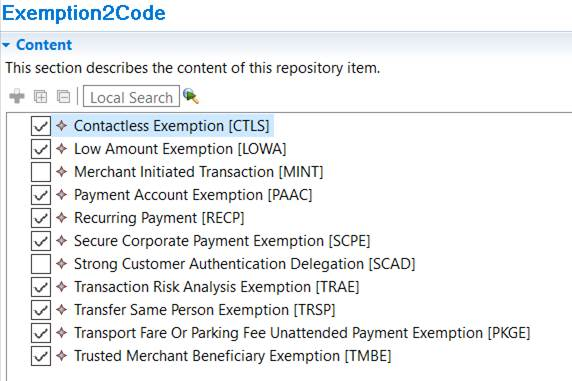 Exemption2Code
Content
This section describes the content of this repository item.
Local Search
Contactless Exemption [CTLS]
Low Amount Exemption [LOWA]
Merchant Initiated Transaction [MINT]
Payment Account Exemption [PAAC]
Recurring Payment [RECP]
Secure Corporate Payment Exemption [SCPE]
Strong Customer Authentication Delegation [SCAD]
Transaction Risk Analysis Exemption [TRAE]
Transfer Same Person Exemption [TRSP]
Transport Fare Or Parking Fee Unattended Payment Exemption [PKGE]
Trusted Merchant Beneficiary Exemption [TMBE]